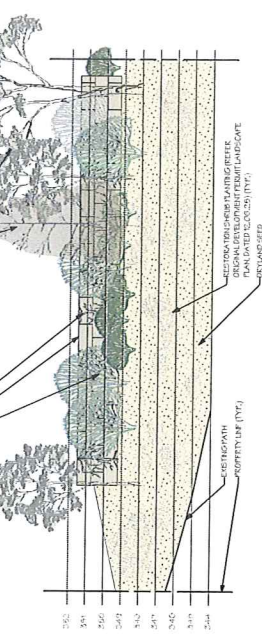 352
351
350
349
348
347
346
345
344
EXISTING PATH
PROPERTY LINE (TYP.)
RESTORATION SHRUB PLANTING (REFER
ORIGINAL DEVELOPMENT PERMIT LANDSCAPE
PLAN, DATED 12.00.25) (TYP.)
DRYLAND SEED